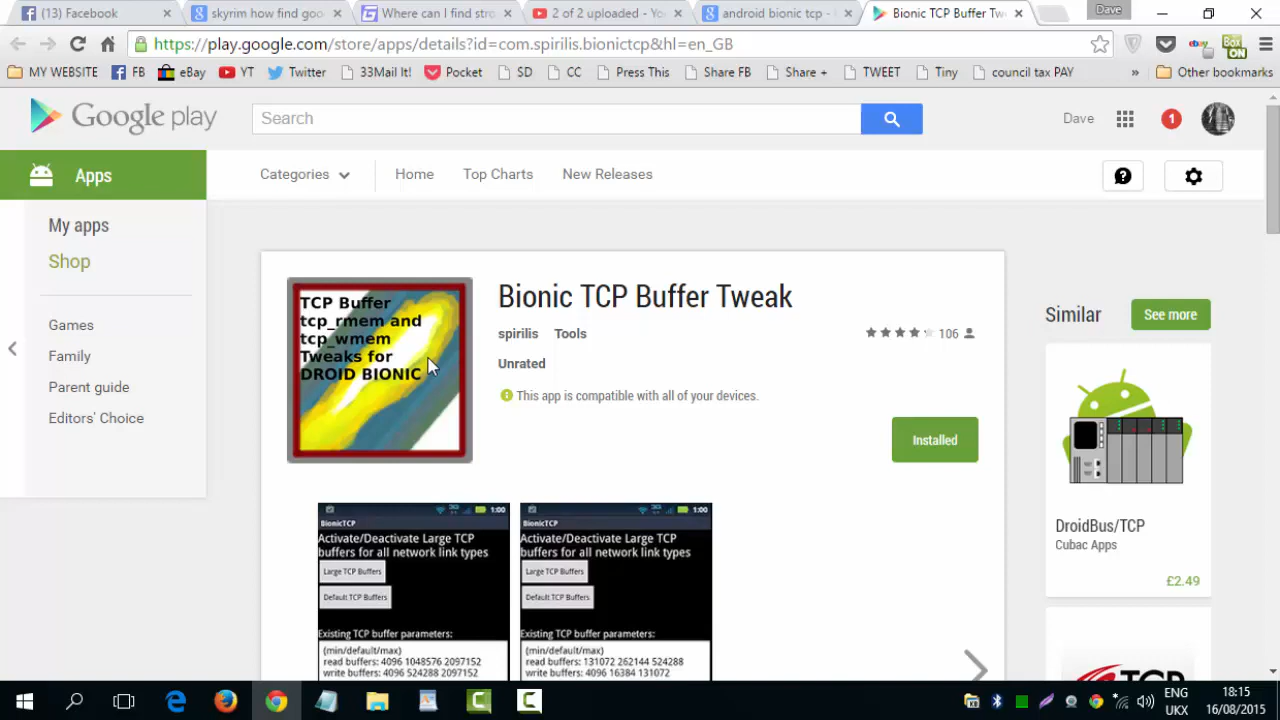 (13) Facebook
skyrim how find goo
Where can I find stro
2 of 2 uploaded - Yo
android bionic tcp -
Bionic TCP Buffer Tw
Dave
https://play.google.com/store/apps/details?id=com.spirilis.bionictcp&hl=en_GB
MY WEBSITE
FB
eBay
YT
Twitter
33Mail It!
Pocket
SD
CC
Press This
Share FB
Share +
TWEET
Tiny
council tax PAY
»
Other bookmarks
Google play
Search
Dave
1
Apps
Categories
Home
Top Charts
New Releases
My apps
Shop
Games
Family
Parent guide
Editors' Choice
TCP Buffer
tcp_rmem and
tcp_wmem
Tweaks for
DROID BIONIC
Bionic TCP Buffer Tweak
spirilis Tools
106
Unrated
This app is compatible with all of your devices.
Installed
BionicTCP
1:00
Activate/Deactivate Large TCP
buffers for all network link types
Large TCP Buffers
Default TCP Buffers
Existing TCP buffer parameters:
(min/default/max)
read buffers: 4096 1048576 2097152
write buffers: 4096 524288 2097152
BionicTCP
1:00
Activate/Deactivate Large TCP
buffers for all network link types
Large TCP Buffers
Default TCP Buffers
Existing TCP buffer parameters:
(min/default/max)
read buffers: 131072 262144 524288
write buffers: 4096 16384 131072
Similar
See more
DroidBus/TCP
Cubac Apps
£2.49
TCP
ENG
UKX
18:15
16/08/2015